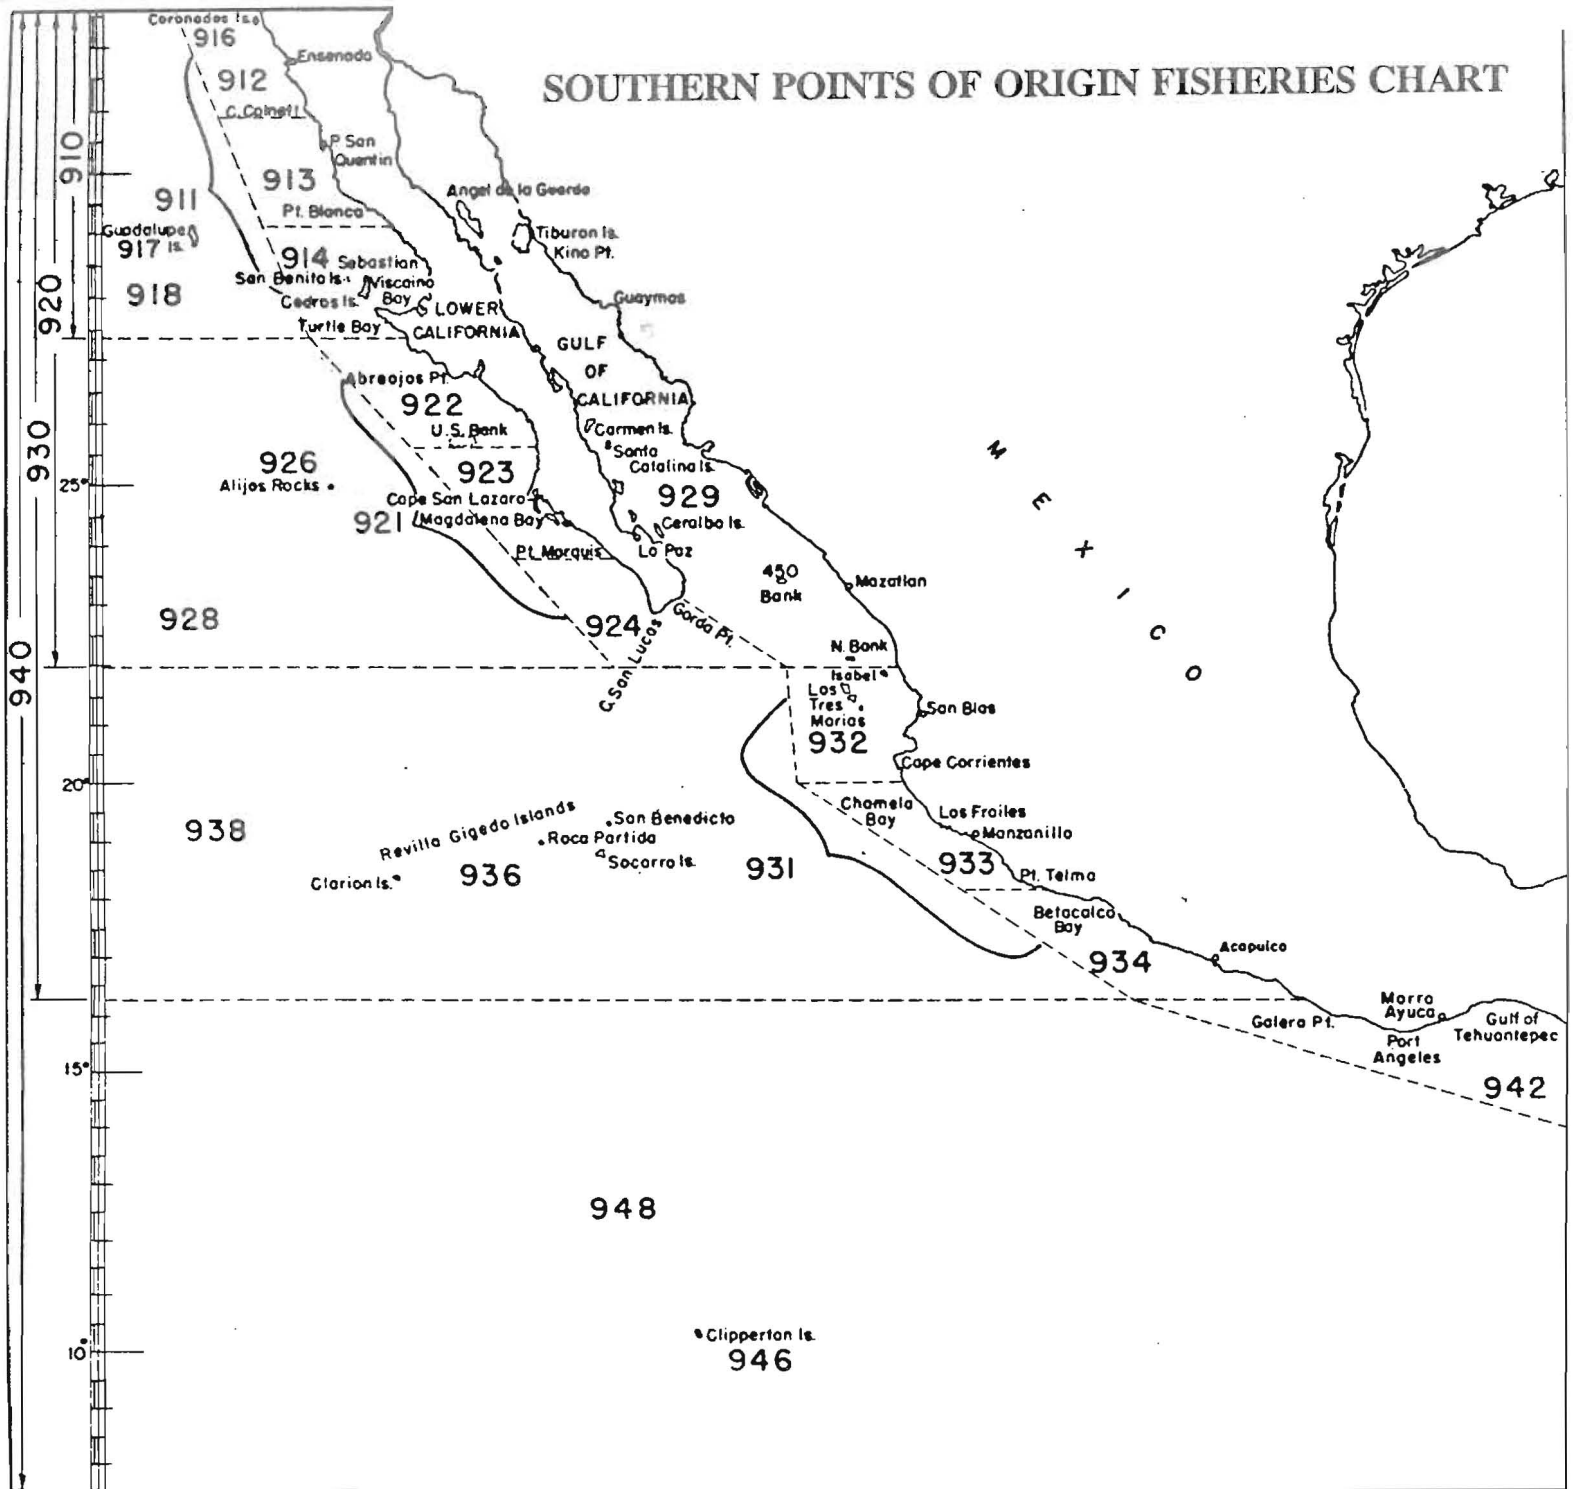 SOUTHERN POINTS OF ORIGIN FISHERIES CHART
Coronados Is.
916
Ensenada
912
C. Colnett
P. San
Quentin
913
Pt. Blanca
911
Guadalupe
917 Is.
918
914
Sebastian
Viscaino
Bay
San Benito Is.
Cedros Is.
Turtle Bay
Angel de la Guarda
Tiburon Is.
Kino Pt.
Guaymas
LOWER
CALIFORNIA
GULF
OF
CALIFORNIA
Abreojos Pt.
922
U.S. Bank
Carmen Is.
Santa
Catalina Is.
926
Alijos Rocks
923
Cape San Lazaro
921
Magdalena Bay
929
Ceralbo Is.
La Paz
Pt. Marquis
450
Bank
Mazatlan
928
924
C. San Lucas
Gorda Pt.
N. Bank
Isabel
Los
Tres
Marias
932
San Blas
Cape Corrientes
MEXICO
Chamela
Bay
Los Frailes
Manzanillo
933
Pt. Telma
938
Revilla Gigedo Islands
San Benedicto
Roca Partida
Socorro Is.
Clarion Is.
936
931
Betacalco
Bay
934
Acapulco
Galera Pt.
Morro
Ayuca
Port
Angeles
Gulf of
Tehuantepec
942
948
Clipperton Is.
946
910
920
930
940
25°
20°
15°
10°